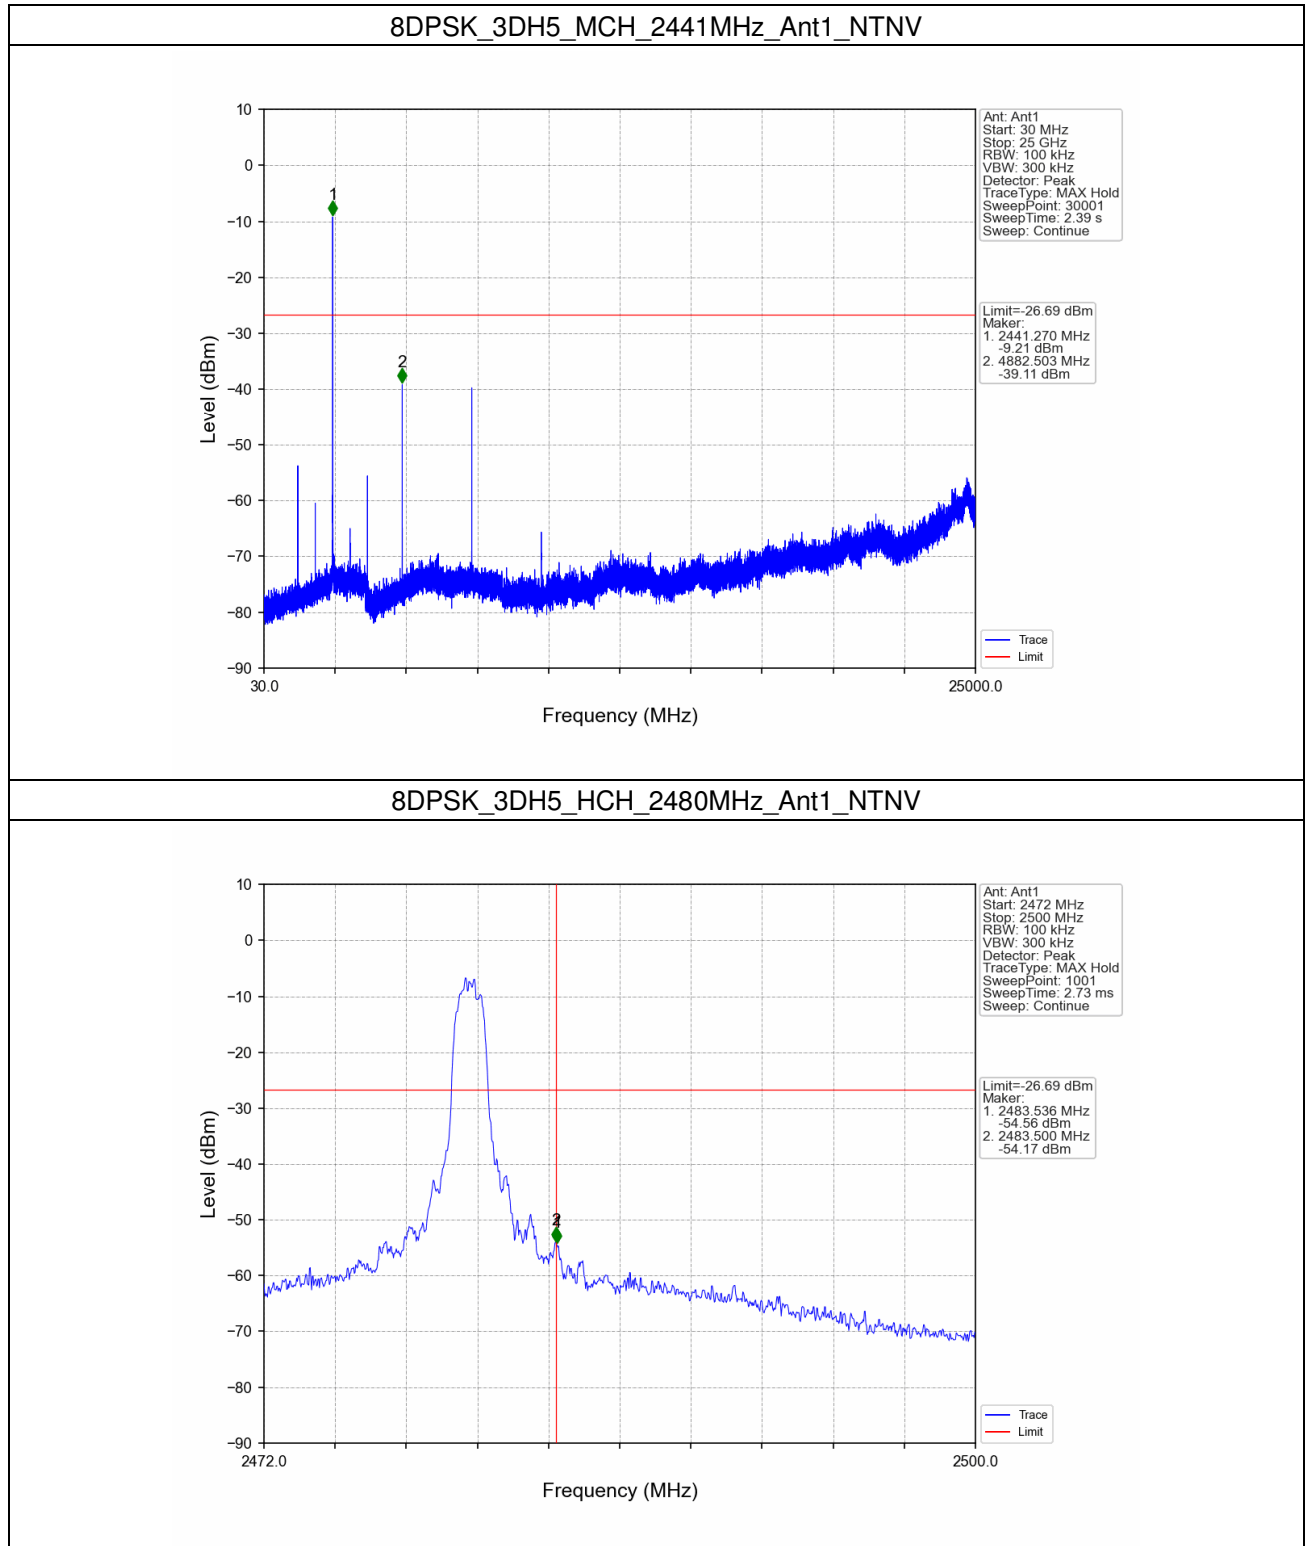 8DPSK_3DH5_MCH_2441MHz_Ant1_NTNV
10
0
−10
−20
−30
−40
−50
−60
−70
−80
−90
Level (dBm)
1
2
30.0
25000.0
Frequency (MHz)
Ant: Ant1
Start: 30 MHz
Stop: 25 GHz
RBW: 100 kHz
VBW: 300 kHz
Detector: Peak
TraceType: MAX Hold
SweepPoint: 30001
SweepTime: 2.39 s
Sweep: Continue
Limit=-26.69 dBm
Maker:
1. 2441.270 MHz
-9.21 dBm
2. 4882.503 MHz
-39.11 dBm
Trace
Limit
8DPSK_3DH5_HCH_2480MHz_Ant1_NTNV
10
0
−10
−20
−30
−40
−50
−60
−70
−80
−90
Level (dBm)
2
2472.0
2500.0
Frequency (MHz)
Ant: Ant1
Start: 2472 MHz
Stop: 2500 MHz
RBW: 100 kHz
VBW: 300 kHz
Detector: Peak
TraceType: MAX Hold
SweepPoint: 1001
SweepTime: 2.73 ms
Sweep: Continue
Limit=-26.69 dBm
Maker:
1. 2483.536 MHz
-54.56 dBm
2. 2483.500 MHz
-54.17 dBm
Trace
Limit